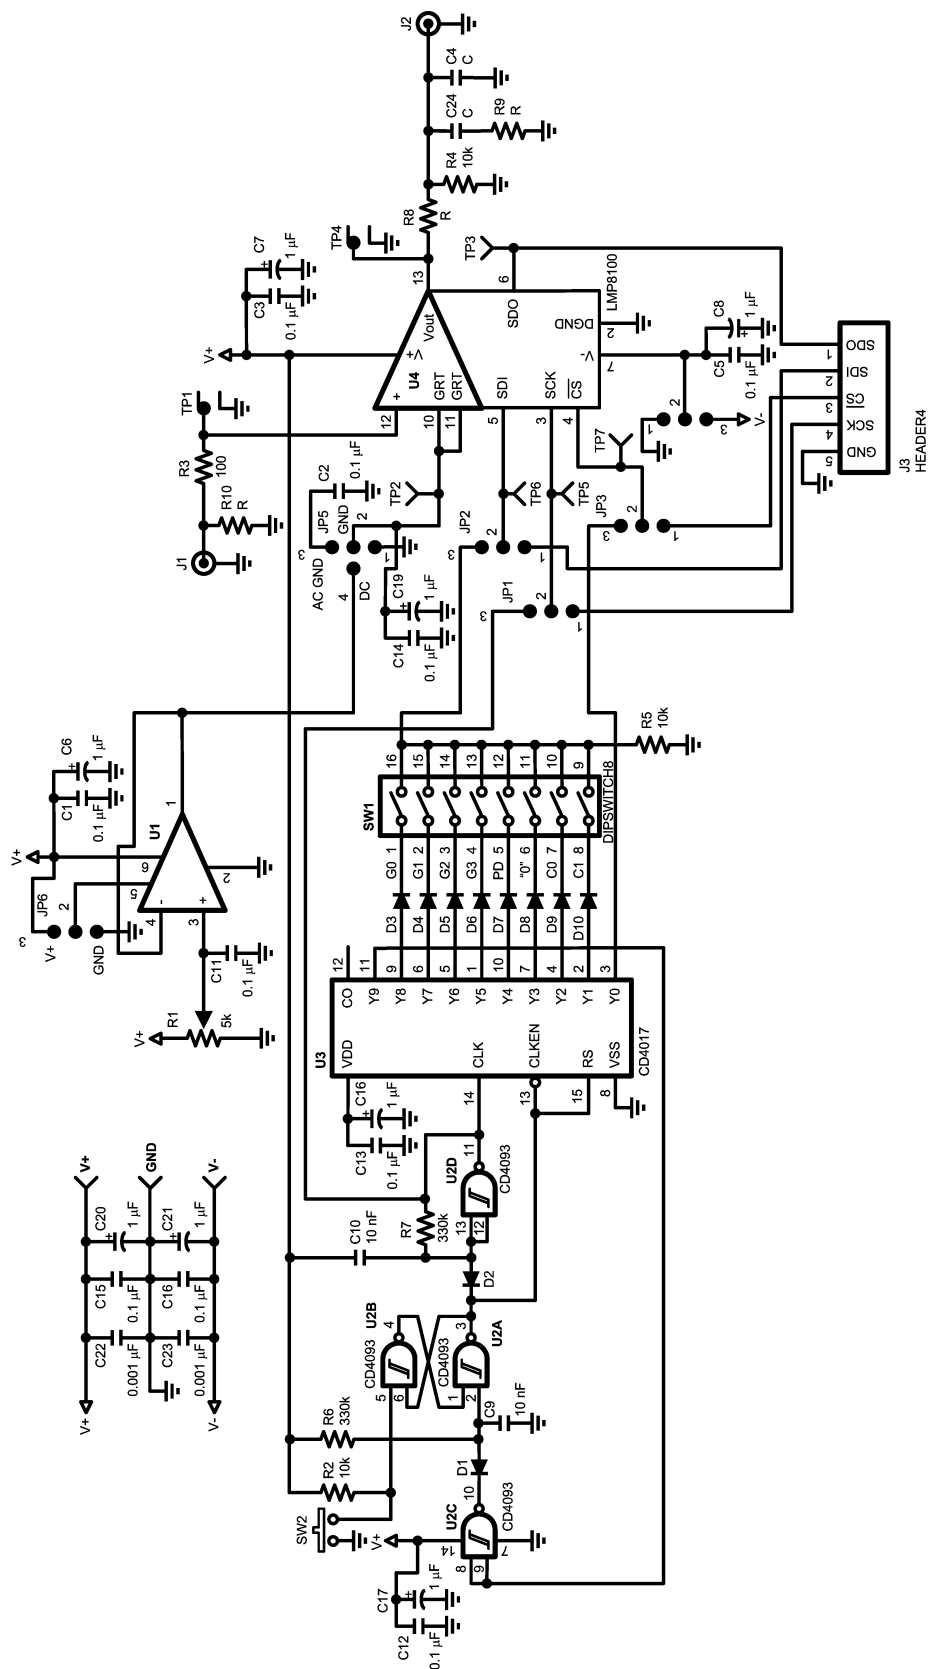 J2
C4
C
C24
C
R9
R
R4
10k
R8
R
TP4
13
C7
1 µF
C3
0.1 µF
V+
Vout
V+
U4
+
GRT
GRT
12
10
11
TP3
6
SDO
LMP8100
DGND
2
V-
7
SDI
SCK
CS
5
3
4
C8
1 µF
C5
0.1 µF
1
2
3
V-
SDO
SDI
CS
SCK
GND
1
2
3
4
5
J3
HEADER4
TP1
R3
100
R10
R
J1
C2
0.1 µF
JP5
GND
2
3
1
AC GND
4
DC
TP2
C19
1 µF
C14
0.1 µF
JP2
2
3
1
TP6
TP5
JP1
2
3
1
TP7
JP3
2
3
1
V+
C6
1 µF
C1
0.1 µF
U1
1
6
5
2
4
3
-
+
JP6
2
3
V+
GND
C11
0.1 µF
R1
5k
V+
R5
10k
SW1
DIPSWITCH8
16
15
14
13
12
11
10
9
G0 1
G1 2
G2 3
G3 4
PD 5
"0" 6
C0 7
C1 8
D3
D4
D5
D6
D7
D8
D9
D10
12
11
9
6
5
1
10
7
4
2
3
CO
Y9
Y8
Y7
Y6
Y5
Y4
Y3
Y2
Y1
Y0
U3
VDD
CLK
CLKEN
RS
VSS
CD4017
14
13
15
8
C16
1 µF
C13
0.1 µF
V+
GND
V-
C20
1 µF
C21
1 µF
C15
0.1 µF
C16
0.1 µF
C22
0.001 µF
C23
0.001 µF
V+
V-
U2D
CD4093
11
13
12
R7
330k
C10
10 nF
D2
U2B
CD4093
4
5
6
U2A
CD4093
3
1
2
C9
10 nF
R6
330k
R2
10k
D1
SW2
V+
U2C
CD4093
10
14
7
8
9
C17
1 µF
C12
0.1 µF